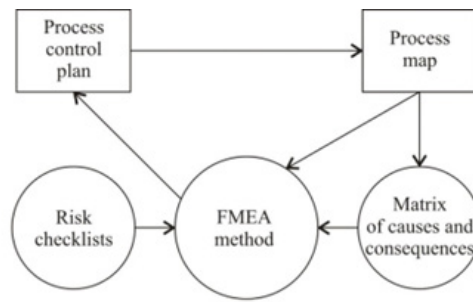 Process
control
plan
Process
map
Risk
checklists
FMEA
method
Matrix
of causes and
consequences